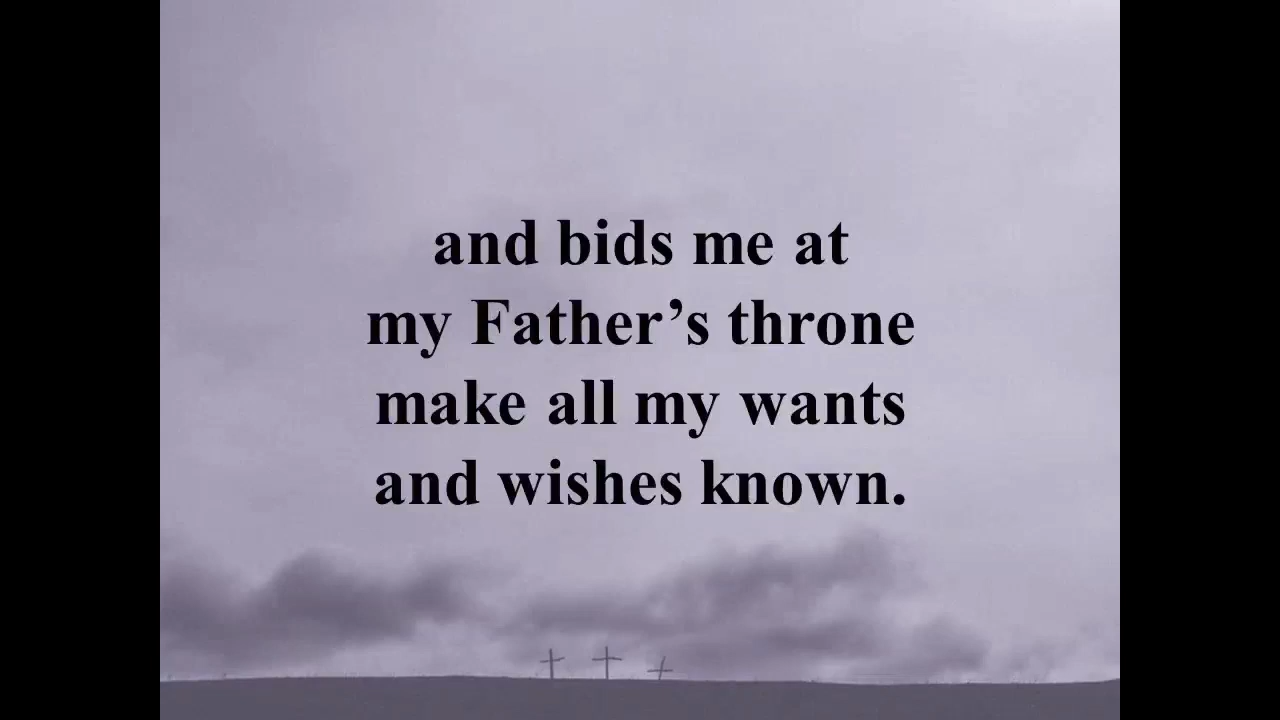 and bids me at
my Father’s throne
make all my wants
and wishes known.